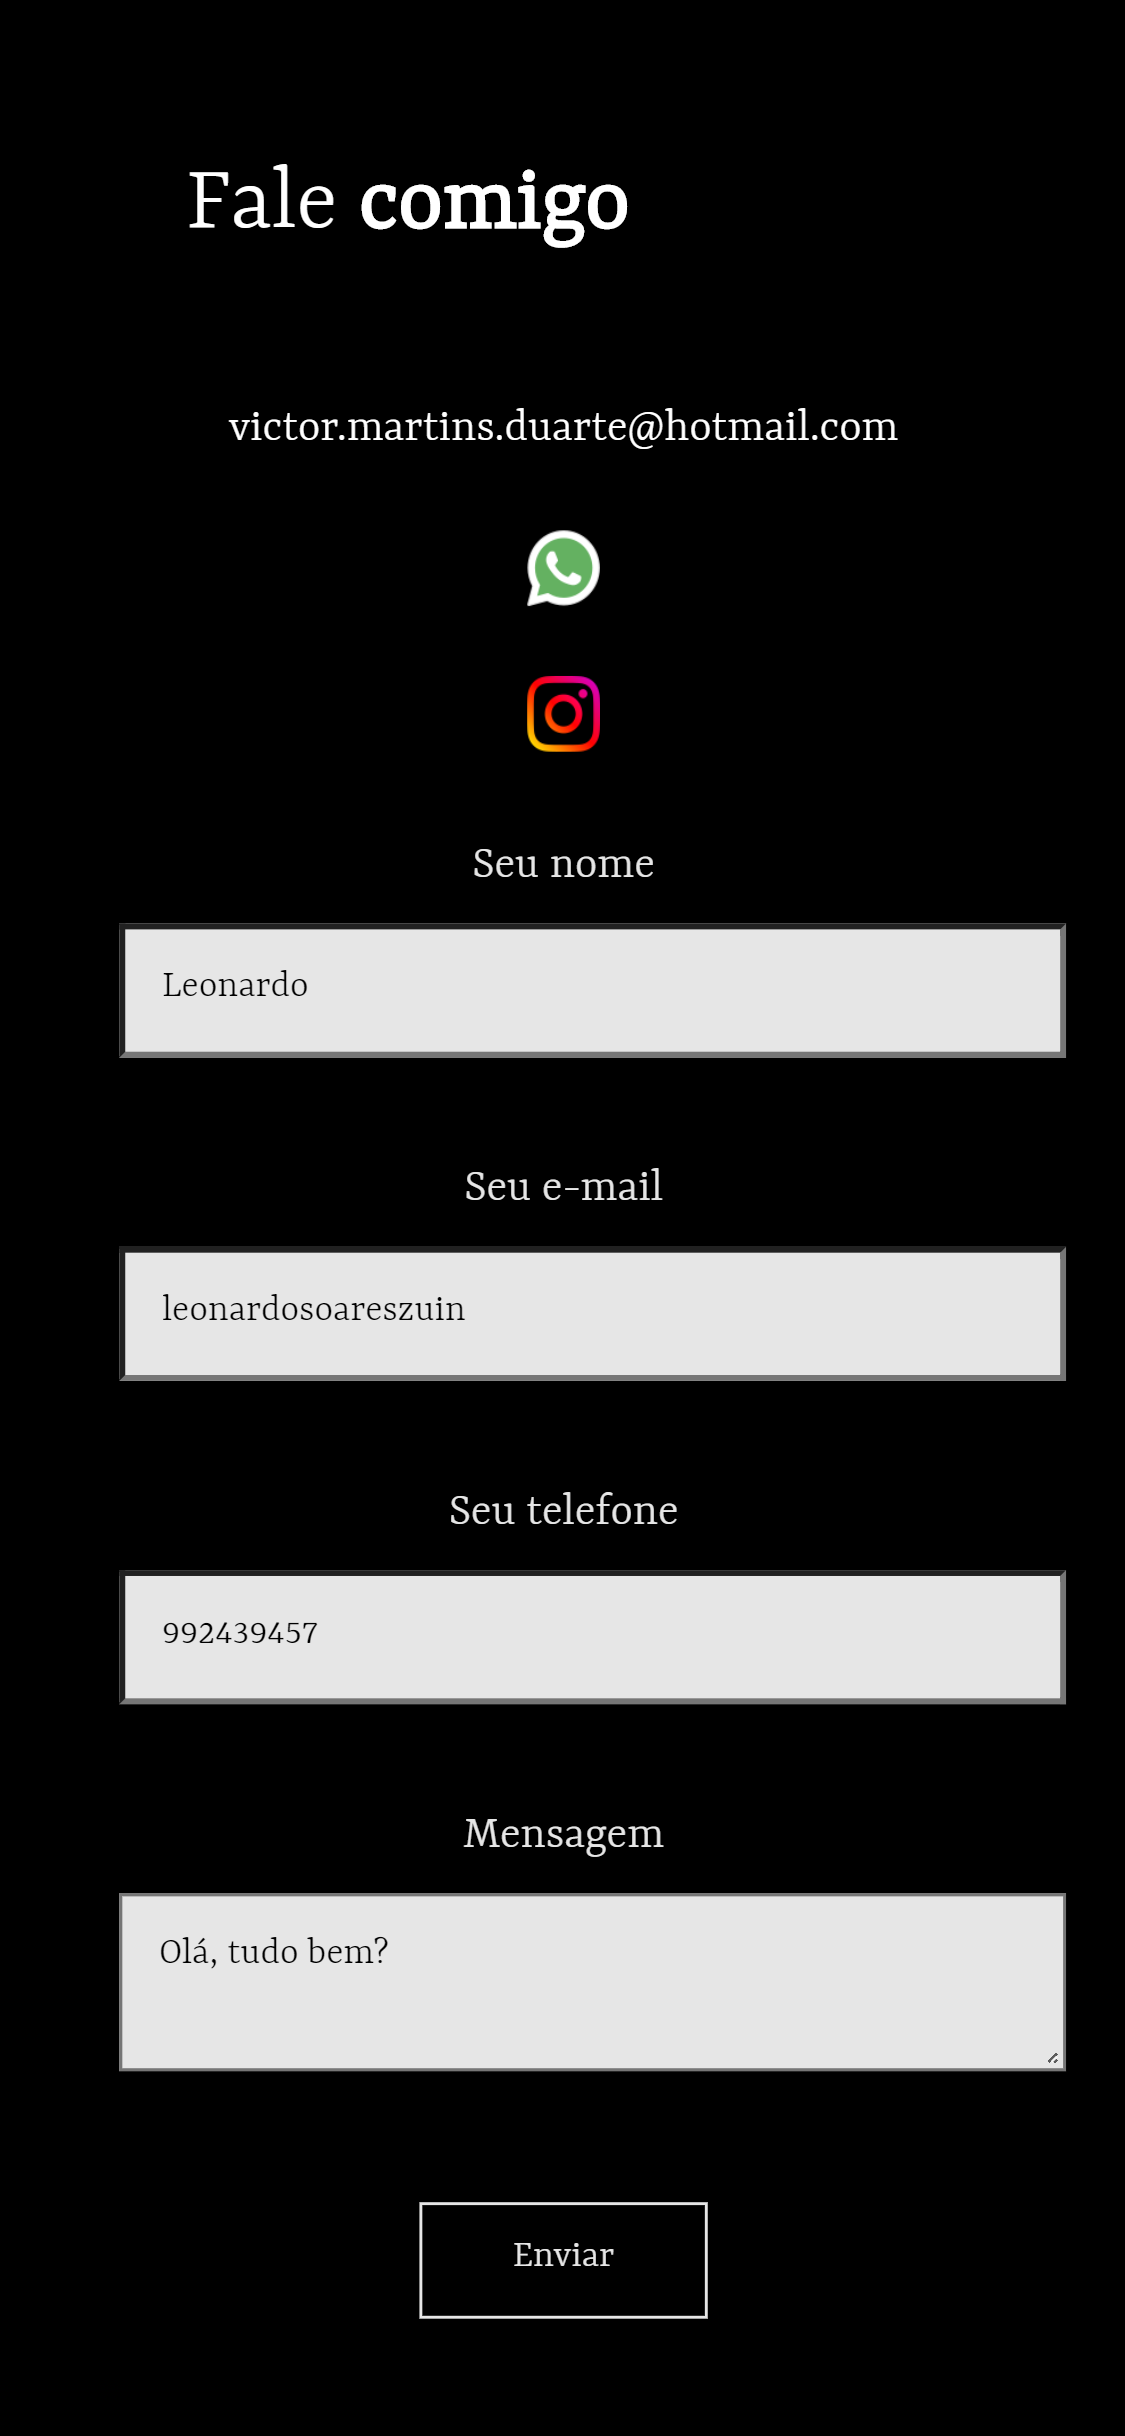 Fale comigo
victor.martins.duarte@hotmail.com
Seu nome
Leonardo
Seu e-mail
leonardosoareszuin
Seu telefone
992439457
Mensagem
Olá, tudo bem?
Enviar